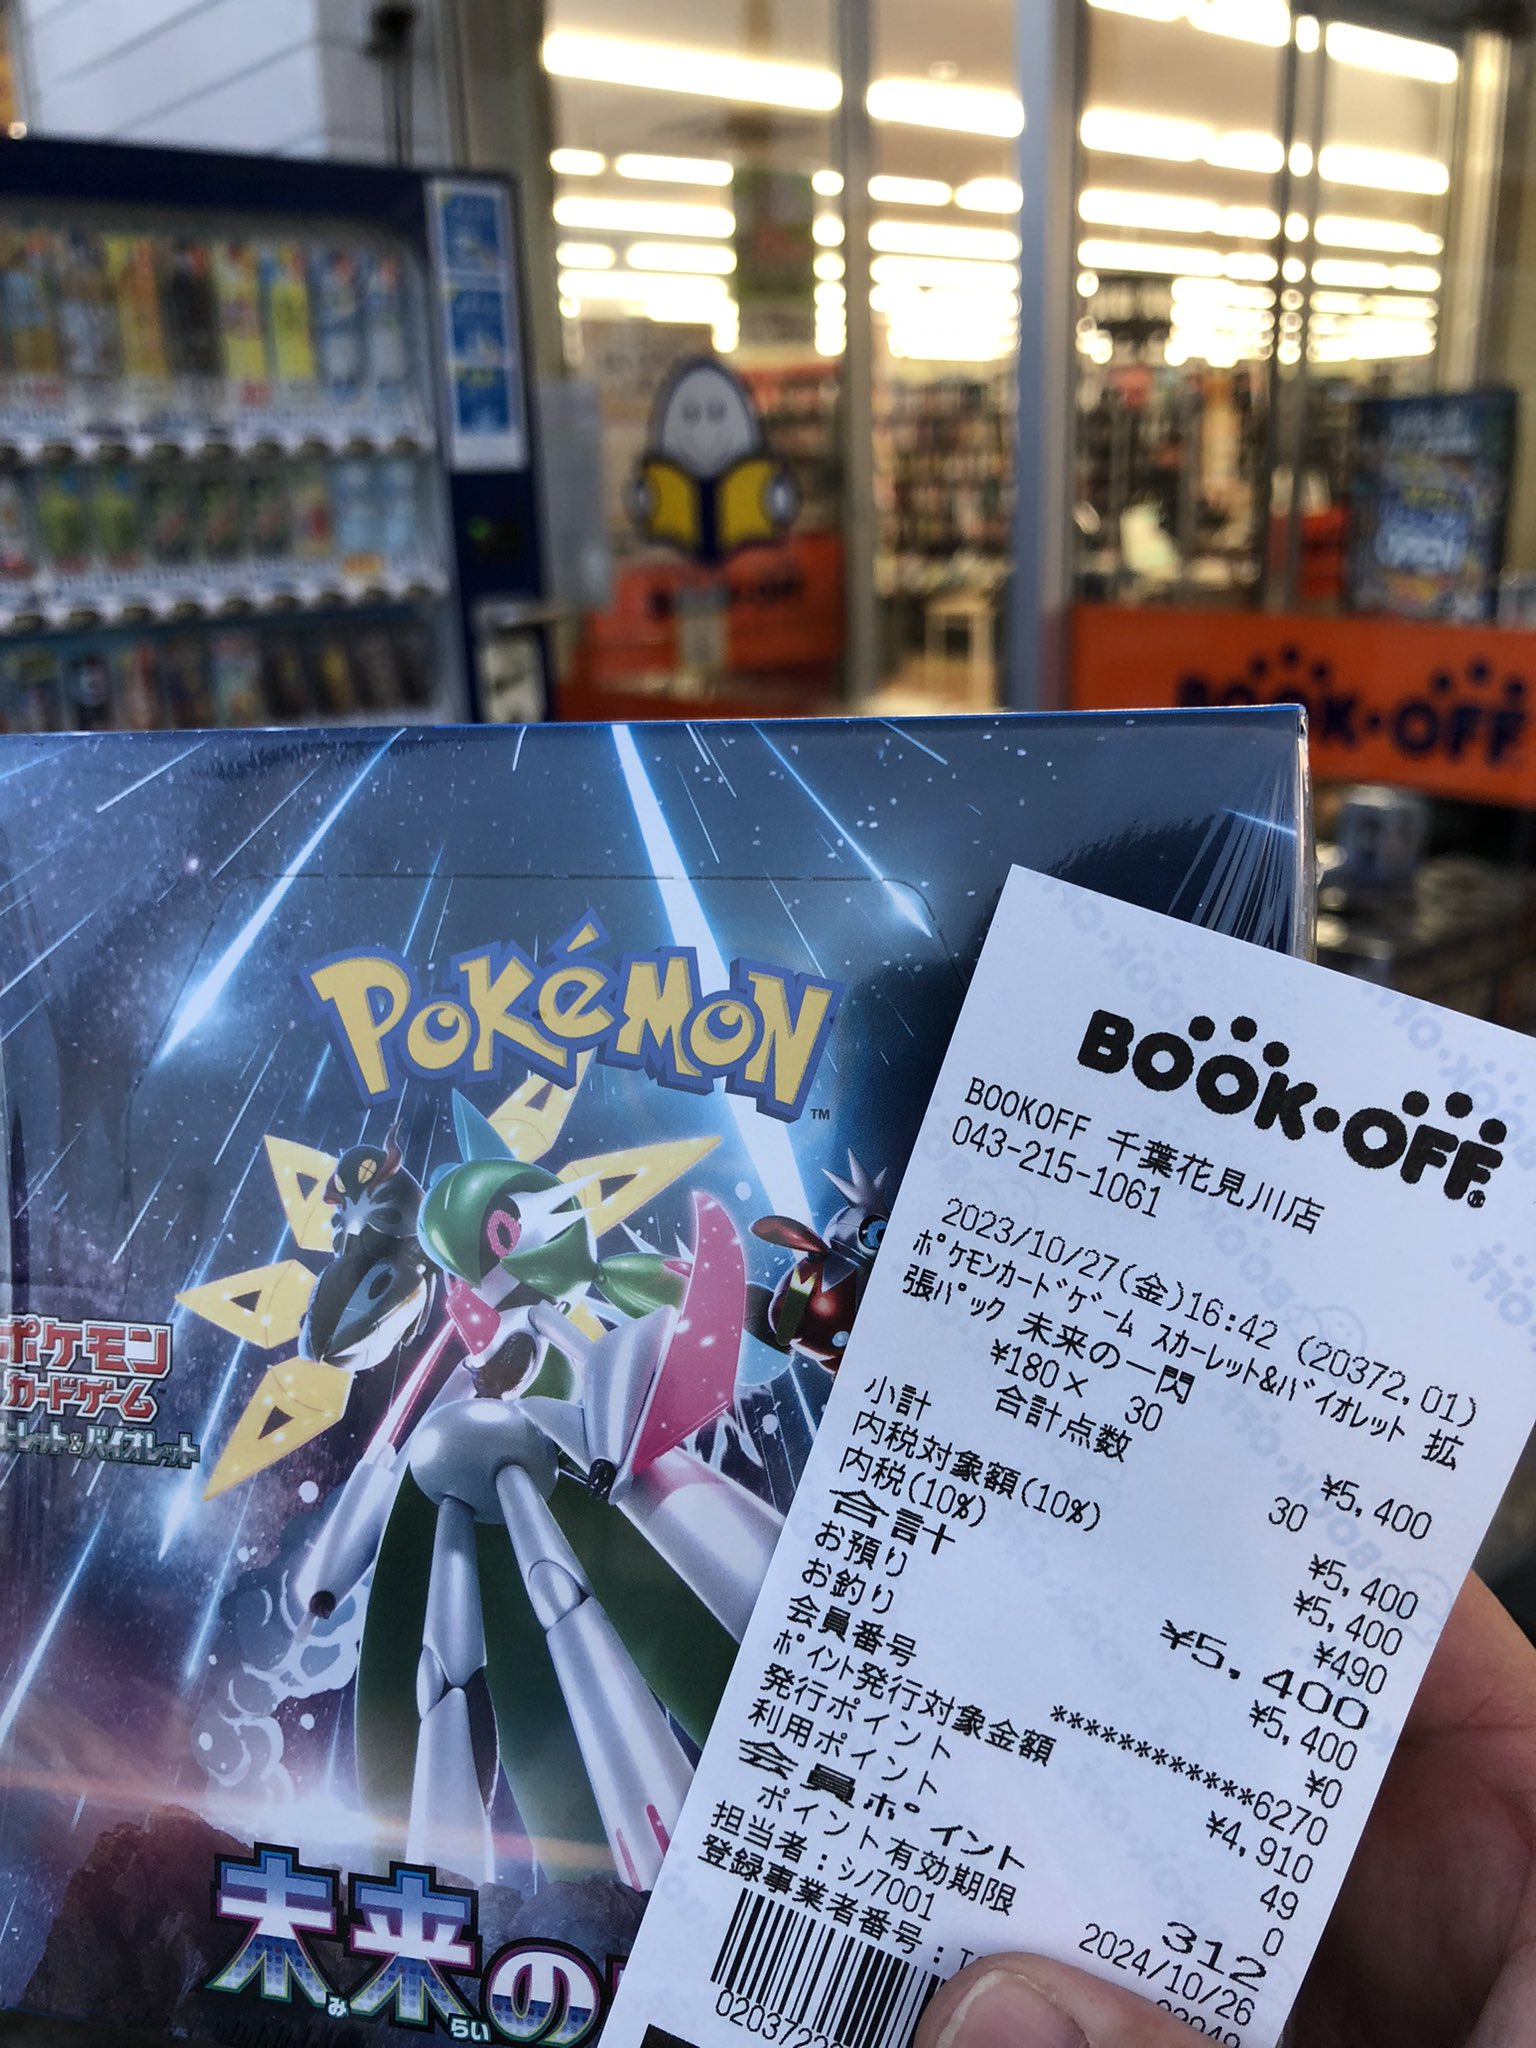 BOOK・OFF
BOOK・OFF
POKéMON
TM
ポケモン
カードゲーム
未来の
みらい
BOOK・OFF
BOOKOFF 千葉花見川店
043-215-1061
2023/10/27(金)16:42 (20372,01)
ポケモンカードゲーム スカーレット&バイオレット 拡
張パック 未来の一閃
¥180× 30 ¥5,400
合計点数 30
小計 ¥5,400
内税対象額(10%) ¥5,400
内税(10%) ¥490
合計 ¥5,400
お預り ¥5,400
お釣り ¥0
会員番号 ************6270
ポイント発行対象金額 ¥4,910
発行ポイント 49
利用ポイント 0
会員ポイント 312
ポイント有効期限 2024/10/26
担当者:シノ7001
登録事業者番号: